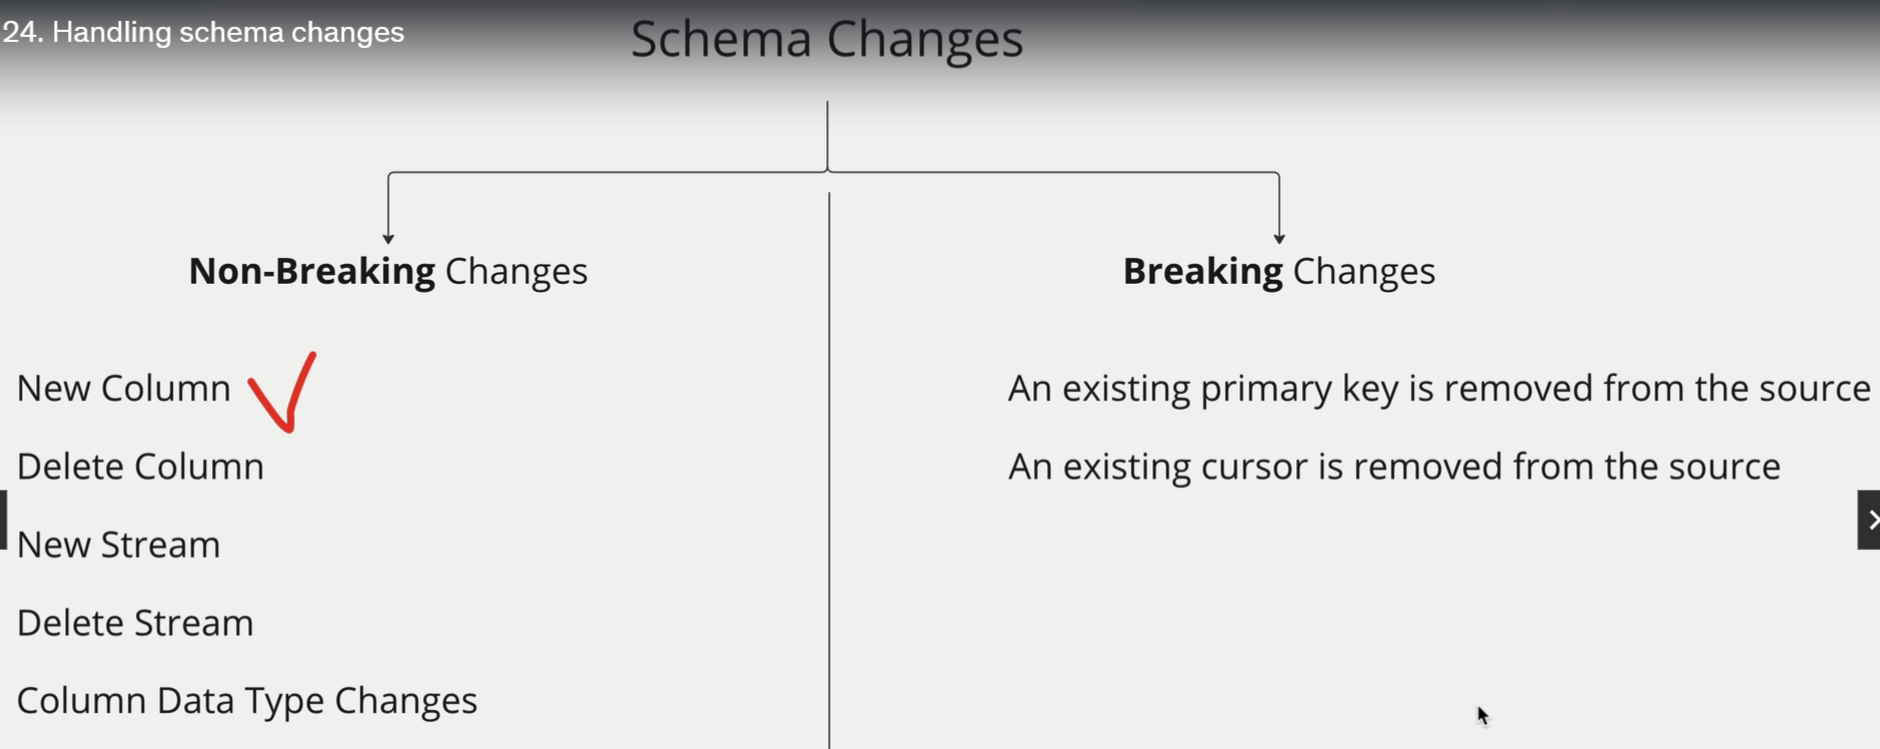 24. Handling schema changes
Schema Changes
Non-Breaking Changes
New Column
Delete Column
New Stream
Delete Stream
Column Data Type Changes
Breaking Changes
An existing primary key is removed from the source
An existing cursor is removed from the source